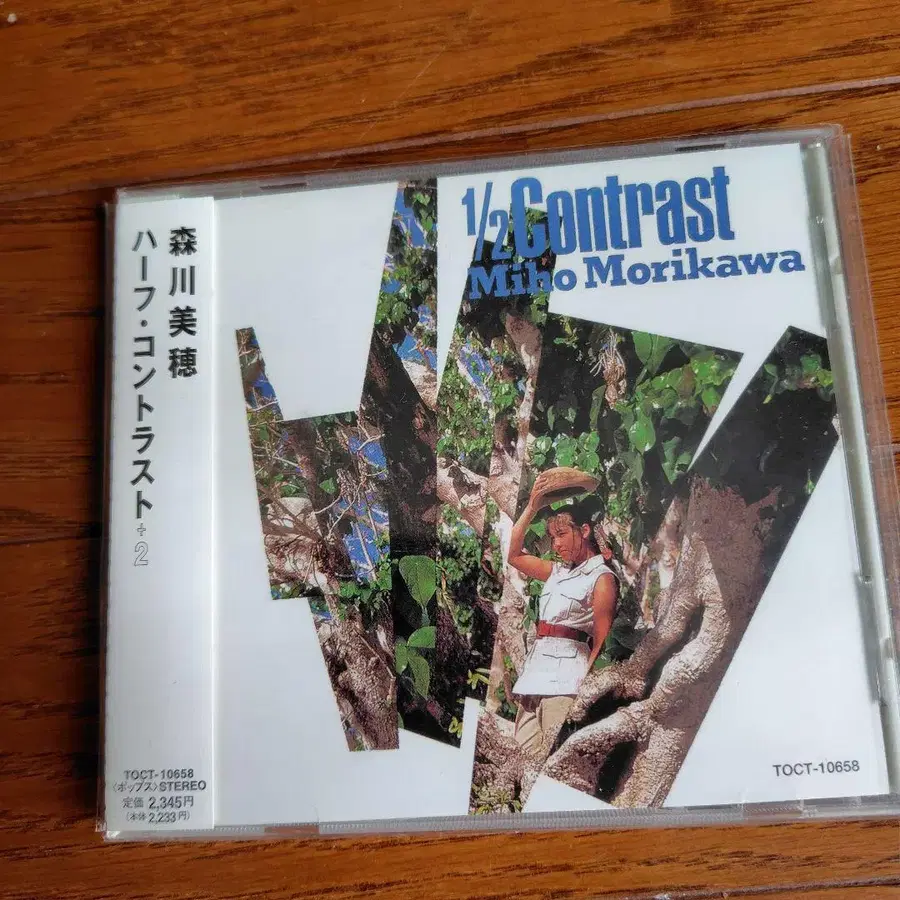 森川美穂
ハーフ・コントラスト+2
TOCT-10658
〈ポップス〉STEREO
定価 2,345円
(本体 2,233円)
1/2 Contrast
Miho Morikawa
TOCT-10658